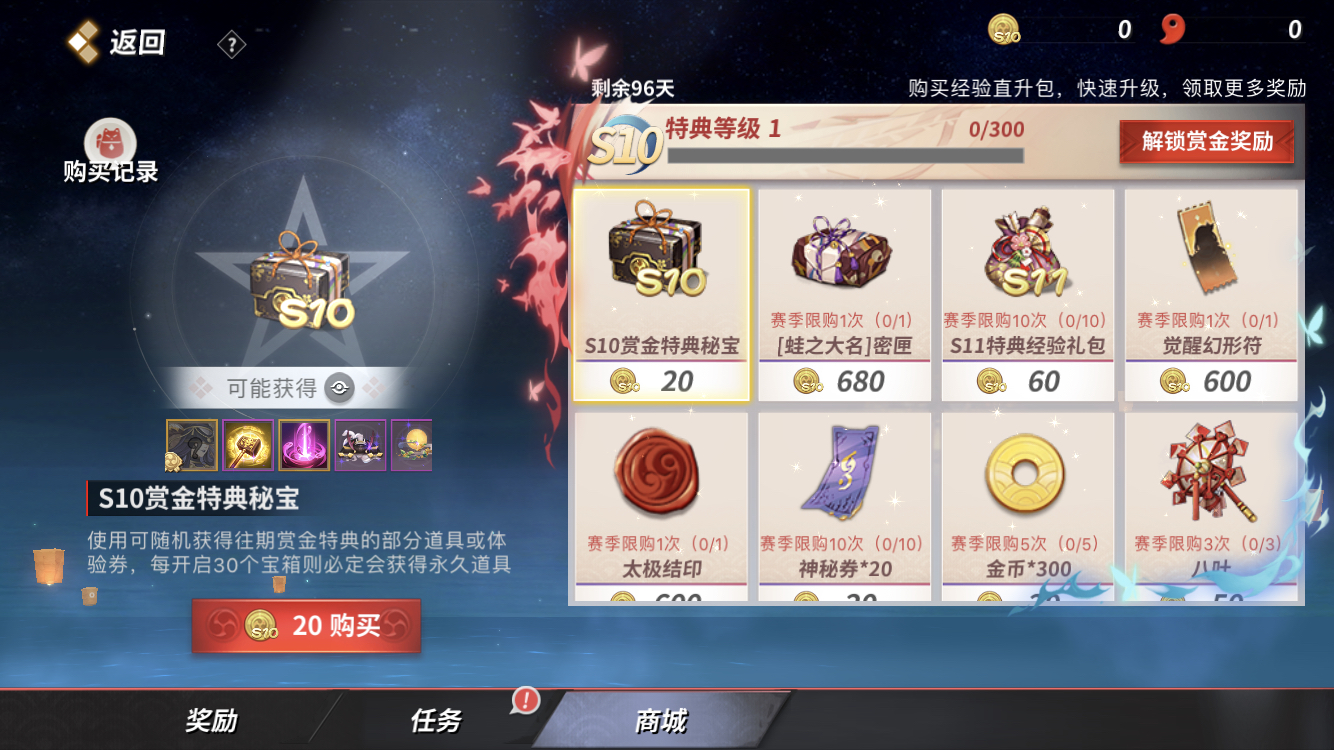 返回
?
S10
0
0
剩余96天
购买经验直升包，快速升级，领取更多奖励
购买记录
S10
特典等级 1
0/300
解锁赏金奖励
S10
S10
S11
赛季限购1次（0/1）
赛季限购10次（0/10）
赛季限购1次（0/1）
S10赏金特典秘宝
[蛙之大名]密匣
S11特典经验礼包
觉醒幻形符
20
680
60
600
可能获得
S10赏金特典秘宝
使用可随机获得往期赏金特典的部分道具或体
验券，每开启30个宝箱则必定会获得永久道具
赛季限购1次（0/1）
赛季限购10次（0/10）
赛季限购5次（0/5）
赛季限购3次（0/3）
太极结印
神秘券*20
金币*300
八叶
600
20
20
50
S10
20 购买
奖励
任务
!
商城